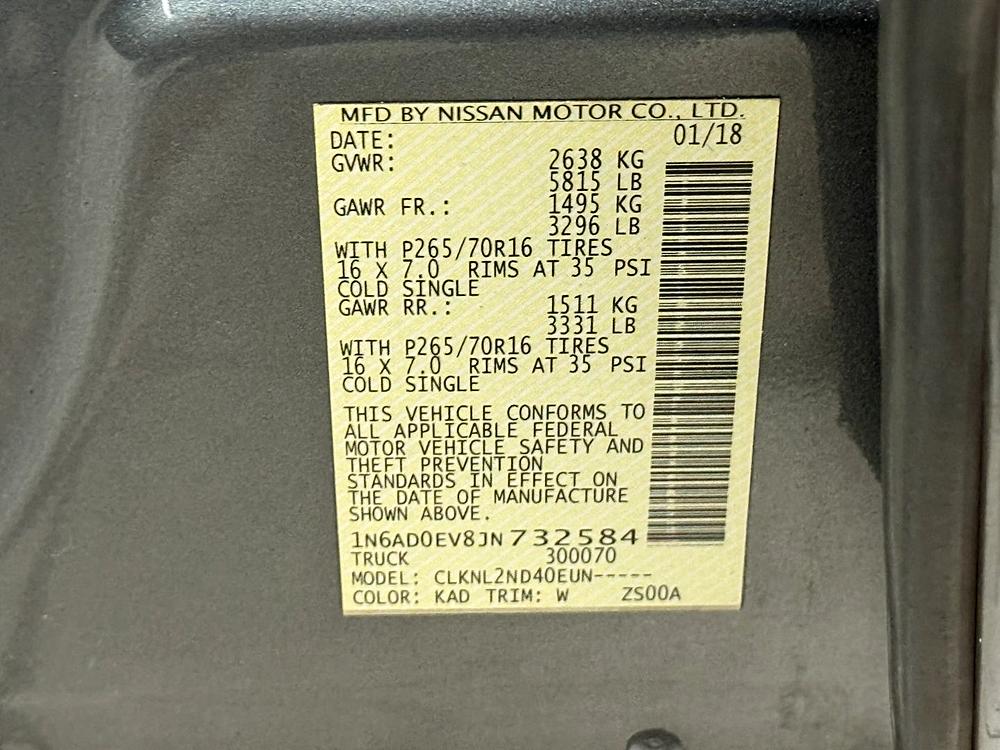 MFD BY NISSAN MOTOR CO., LTD.
DATE: 01/18
GVWR: 2638 KG
5815 LB
GAWR FR.: 1495 KG
3296 LB
WITH P265/70R16 TIRES
16 X 7.0 RIMS AT 35 PSI
COLD SINGLE
GAWR RR.: 1511 KG
3331 LB
WITH P265/70R16 TIRES
16 X 7.0 RIMS AT 35 PSI
COLD SINGLE
THIS VEHICLE CONFORMS TO
ALL APPLICABLE FEDERAL
MOTOR VEHICLE SAFETY AND
THEFT PREVENTION
STANDARDS IN EFFECT ON
THE DATE OF MANUFACTURE
SHOWN ABOVE.
1N6AD0EV8JN732584
TRUCK 300070
MODEL: CLKNL2ND40EUN-----
COLOR: KAD TRIM: W ZS00A